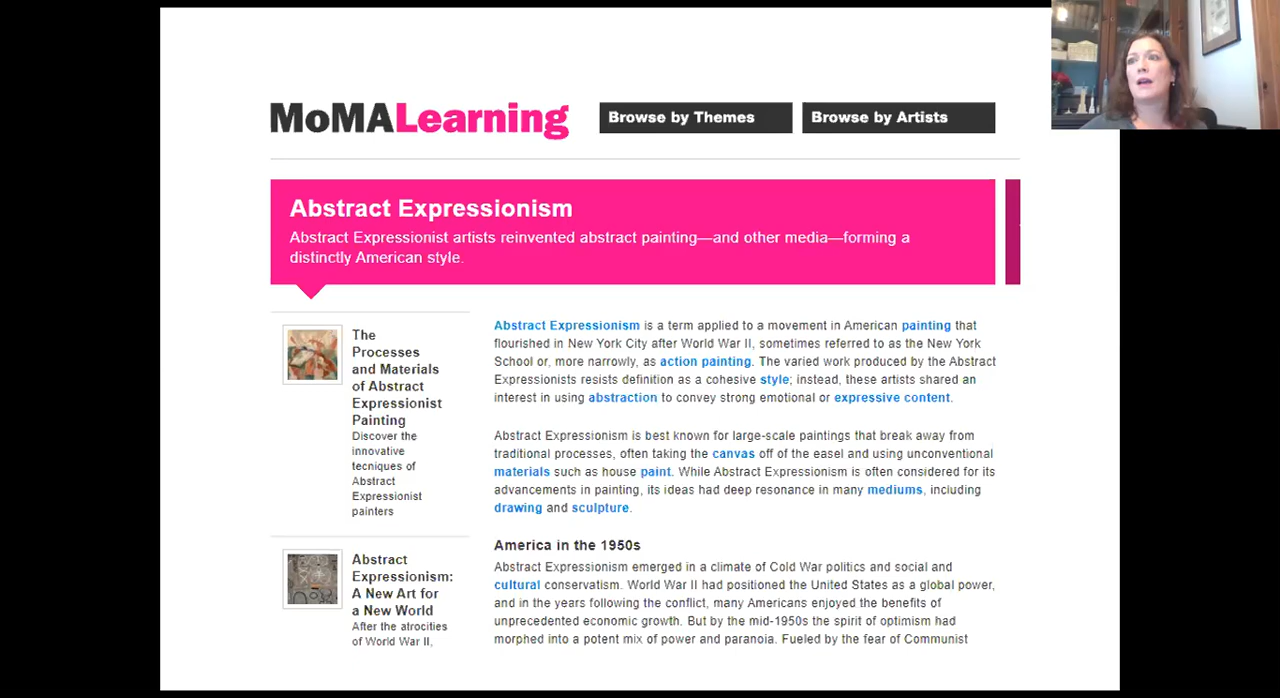 MoMALearning
Browse by Themes
Browse by Artists
Abstract Expressionism
Abstract Expressionist artists reinvented abstract painting—and other media—forming a
distinctly American style.
The
Processes
and Materials
of Abstract
Expressionist
Painting
Discover the
innovative
tecniques of
Abstract
Expressionist
painters
Abstract
Expressionism:
A New Art for
a New World
After the atrocities
of World War II,
Abstract Expressionism is a term applied to a movement in American painting that
flourished in New York City after World War II, sometimes referred to as the New York
School or, more narrowly, as action painting. The varied work produced by the Abstract
Expressionists resists definition as a cohesive style; instead, these artists shared an
interest in using abstraction to convey strong emotional or expressive content.
Abstract Expressionism is best known for large-scale paintings that break away from
traditional processes, often taking the canvas off of the easel and using unconventional
materials such as house paint. While Abstract Expressionism is often considered for its
advancements in painting, its ideas had deep resonance in many mediums, including
drawing and sculpture.
America in the 1950s
Abstract Expressionism emerged in a climate of Cold War politics and social and
cultural conservatism. World War II had positioned the United States as a global power,
and in the years following the conflict, many Americans enjoyed the benefits of
unprecedented economic growth. But by the mid-1950s the spirit of optimism had
morphed into a potent mix of power and paranoia. Fueled by the fear of Communist